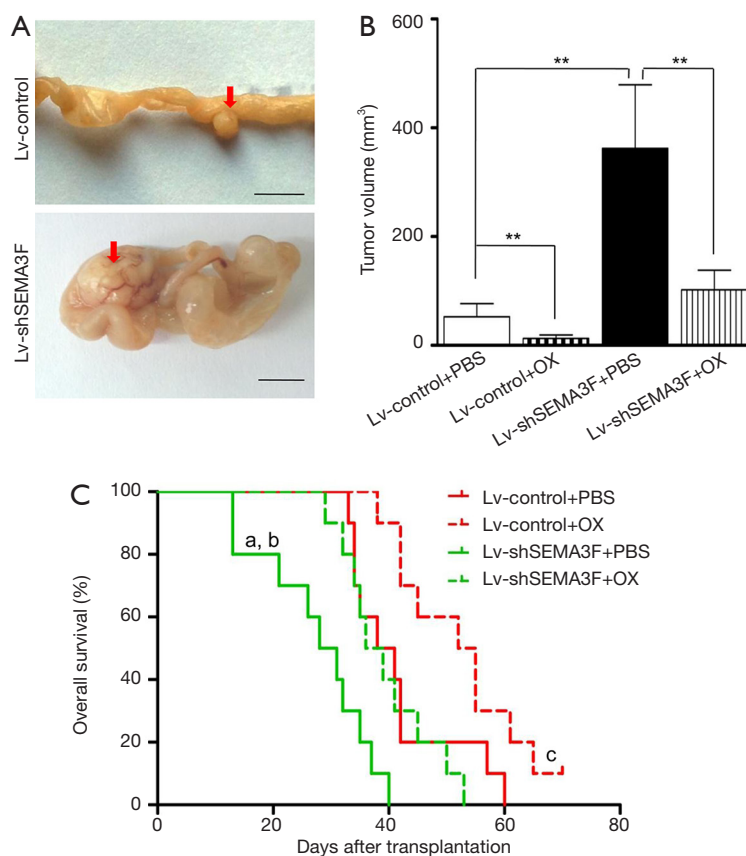 A
Lv-control
Lv-shSEMA3F
B
Tumor volume (mm³)
600
400
200
0
**
**
**
Lv-control+PBS
Lv-control+OX
Lv-shSEMA3F+PBS
Lv-shSEMA3F+OX
C
Overall survival (%)
100
80
60
40
20
0
a, b
c
Lv-control+PBS
Lv-control+OX
Lv-shSEMA3F+PBS
Lv-shSEMA3F+OX
0 20 40 60 80
Days after transplantation